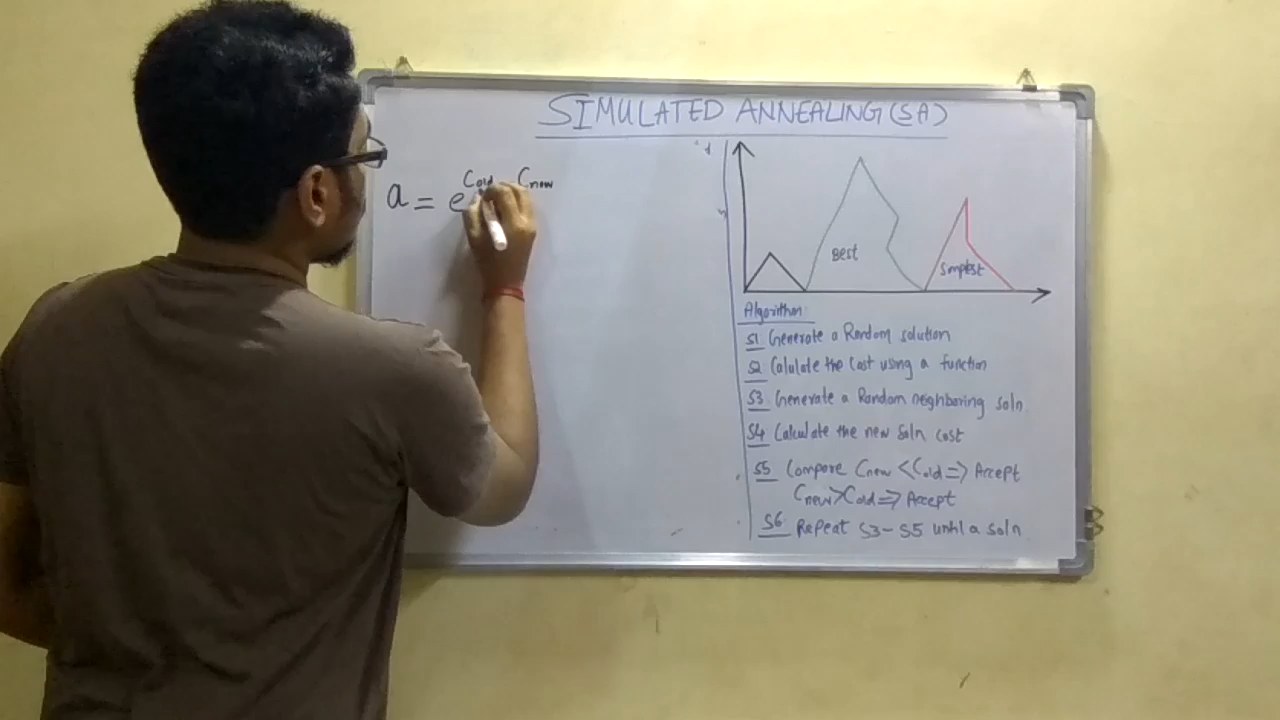 SIMULATED ANNEALING (SA)
a = e Cold - Cnew
Best
Simplest
Algorithm:
S1 Generate a Random solution
S2 Calulate the Cost using a function
S3. Generate a Random neighboring soln
S4 Calculate the new Soln cost
S5 Compare Cnew < Cold => Accept
Cnew > Cold => Accept
S6: Repeat S3 - S5 until a soln